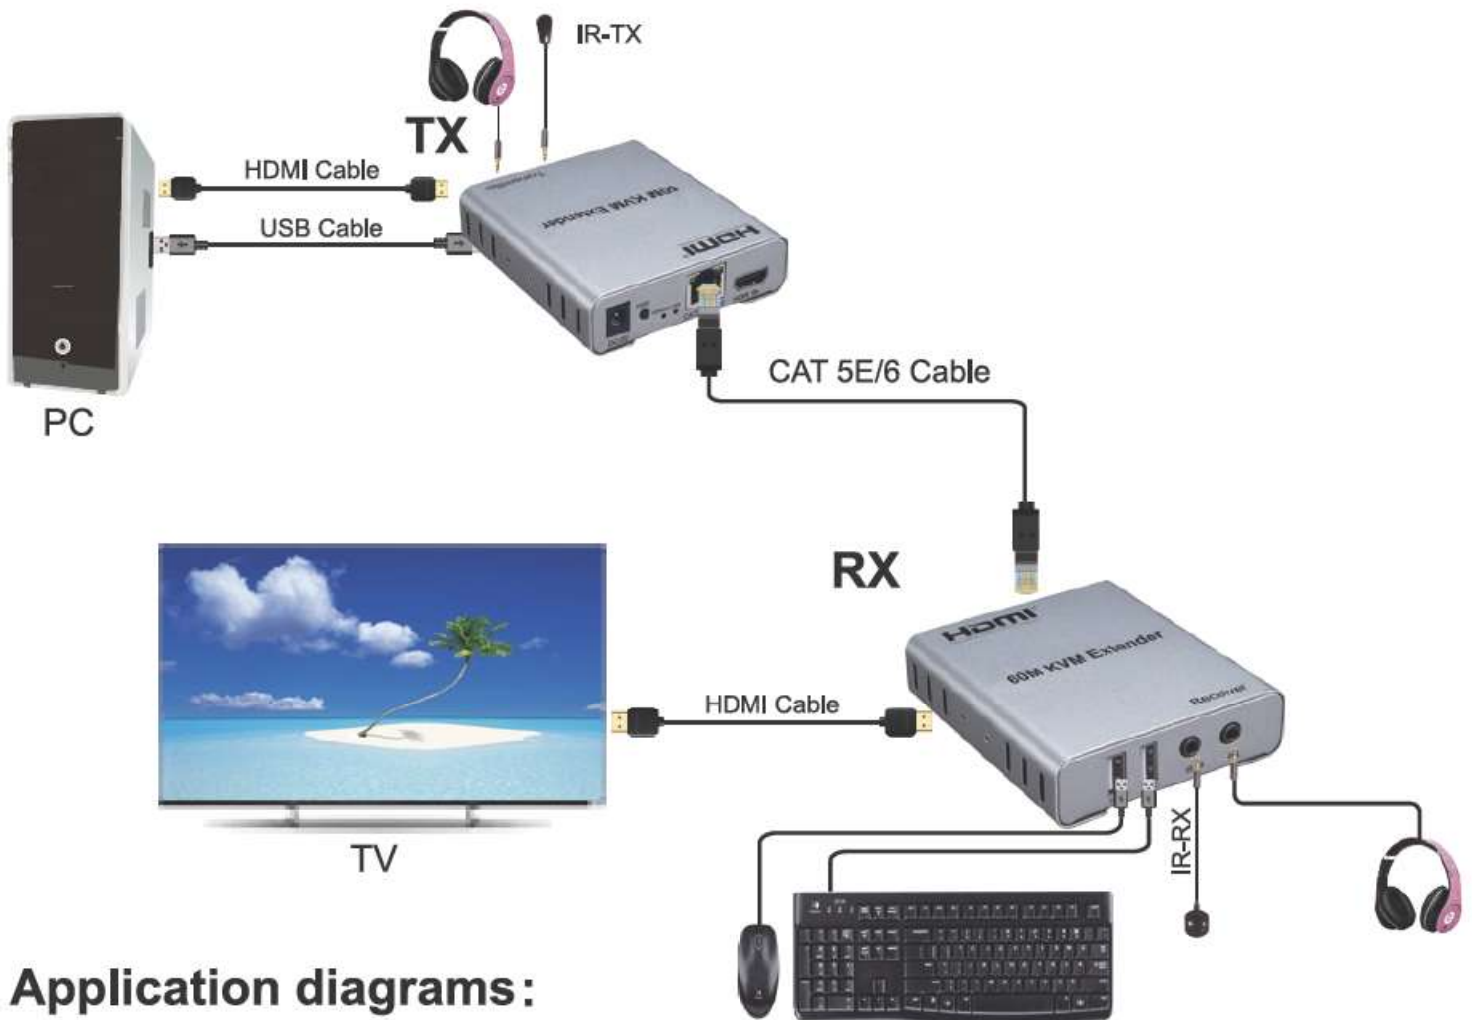 IR-TX
TX
HDMI Cable
Transmitter
60M KVM Extender
HDMI
USB Cable
CAT 5E/6 Cable
PC
RX
HDMI
60M KVM Extender
Receiver
HDMI Cable
IR-RX
TV
Application diagrams: